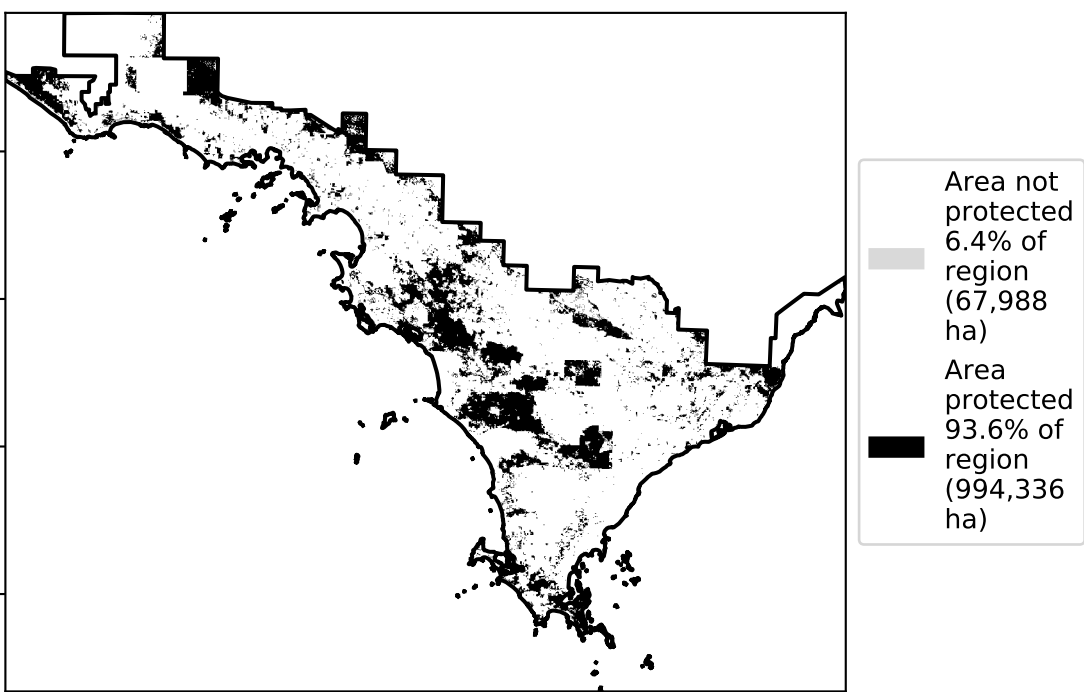 Area not
protected
6.4% of
region
(67,988
ha)
Area
protected
93.6% of
region
(994,336
ha)